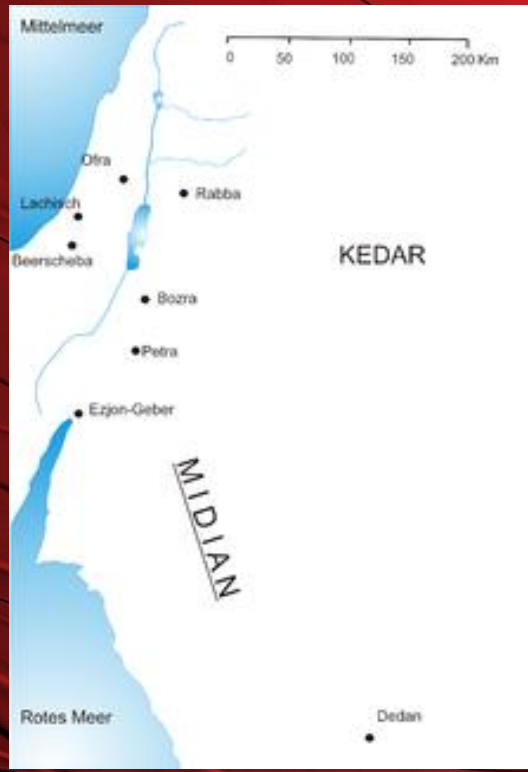 Mittelmeer
0 50 100 150 200 Km
Ofra
Rabba
Lachisch
Beerscheba
KEDAR
Bozra
Petra
Ezjon-Geber
MIDIAN
Rotes Meer
Dedan